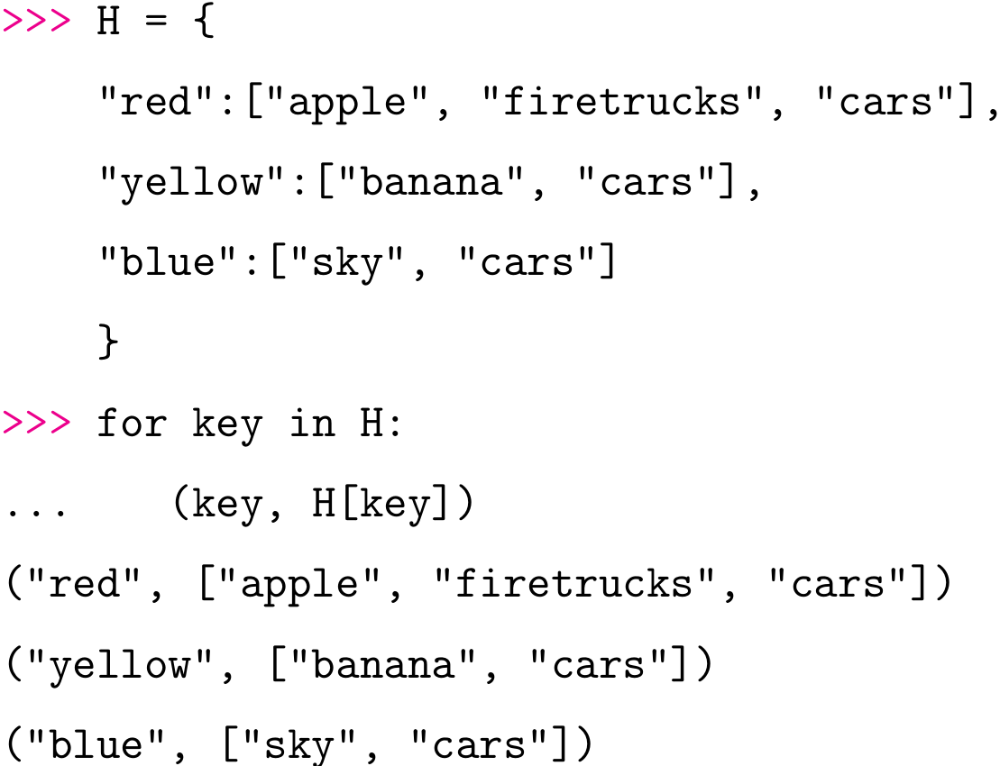 >>> H = {
    "red":["apple", "firetrucks", "cars"],
    "yellow":["banana", "cars"],
    "blue":["sky", "cars"]
    }
>>> for key in H:
...    (key, H[key])
("red", ["apple", "firetrucks", "cars"])
("yellow", ["banana", "cars"])
("blue", ["sky", "cars"])